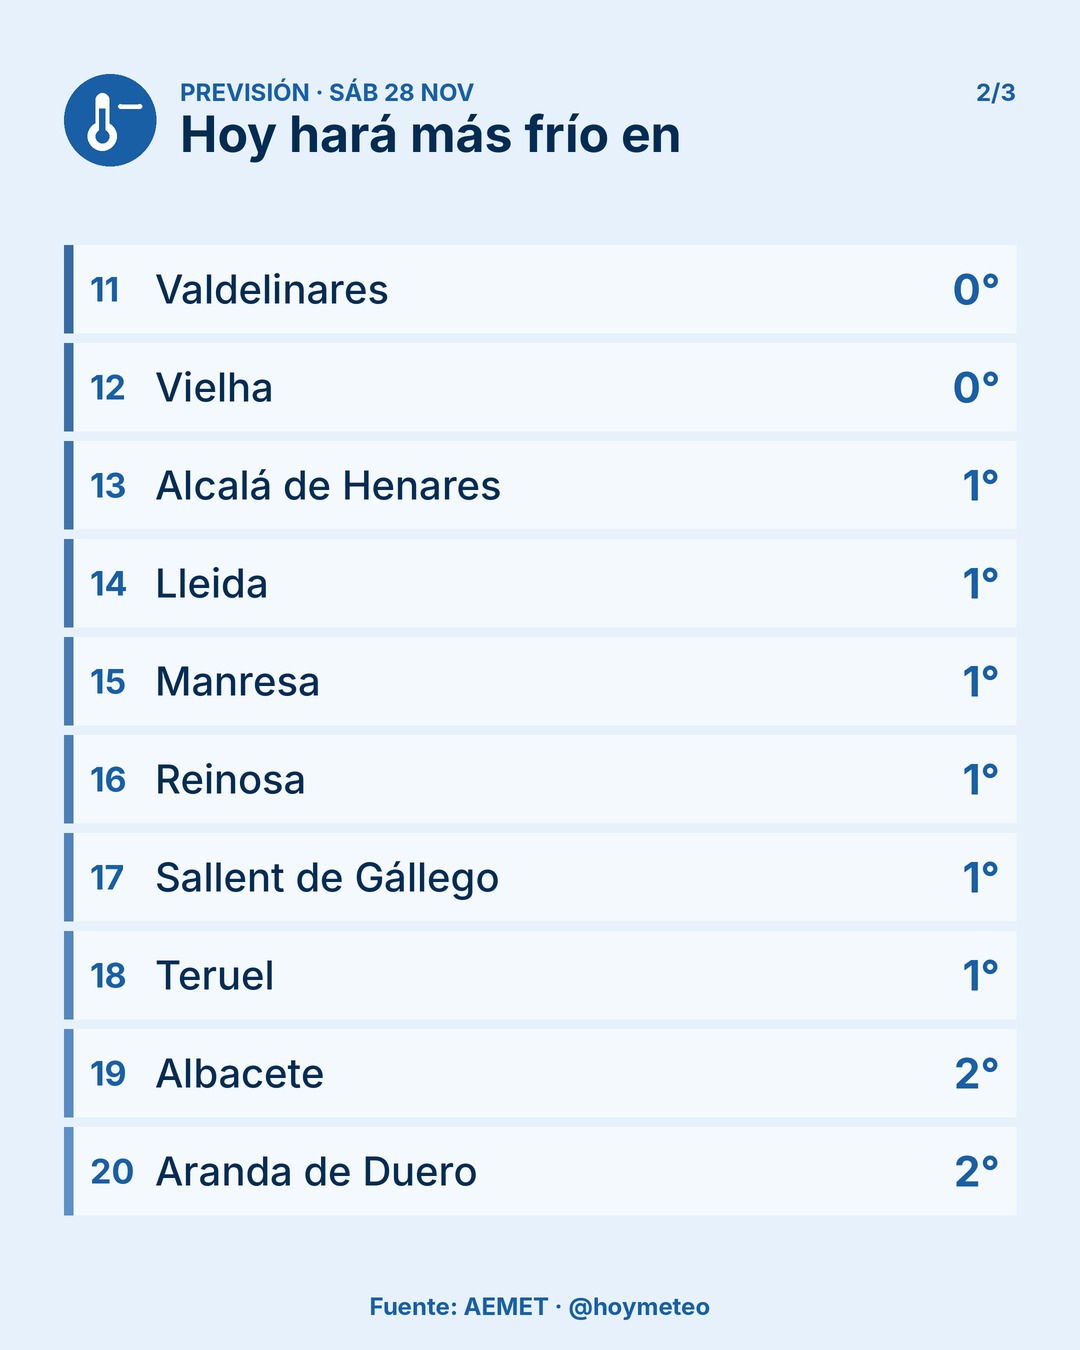 PREVISIÓN · SÁB 28 NOV
2/3
Hoy hará más frío en
11 Valdelinares 0°
12 Vielha 0°
13 Alcalá de Henares 1°
14 Lleida 1°
15 Manresa 1°
16 Reinosa 1°
17 Sallent de Gállego 1°
18 Teruel 1°
19 Albacete 2°
20 Aranda de Duero 2°
Fuente: AEMET · @hoymeteo